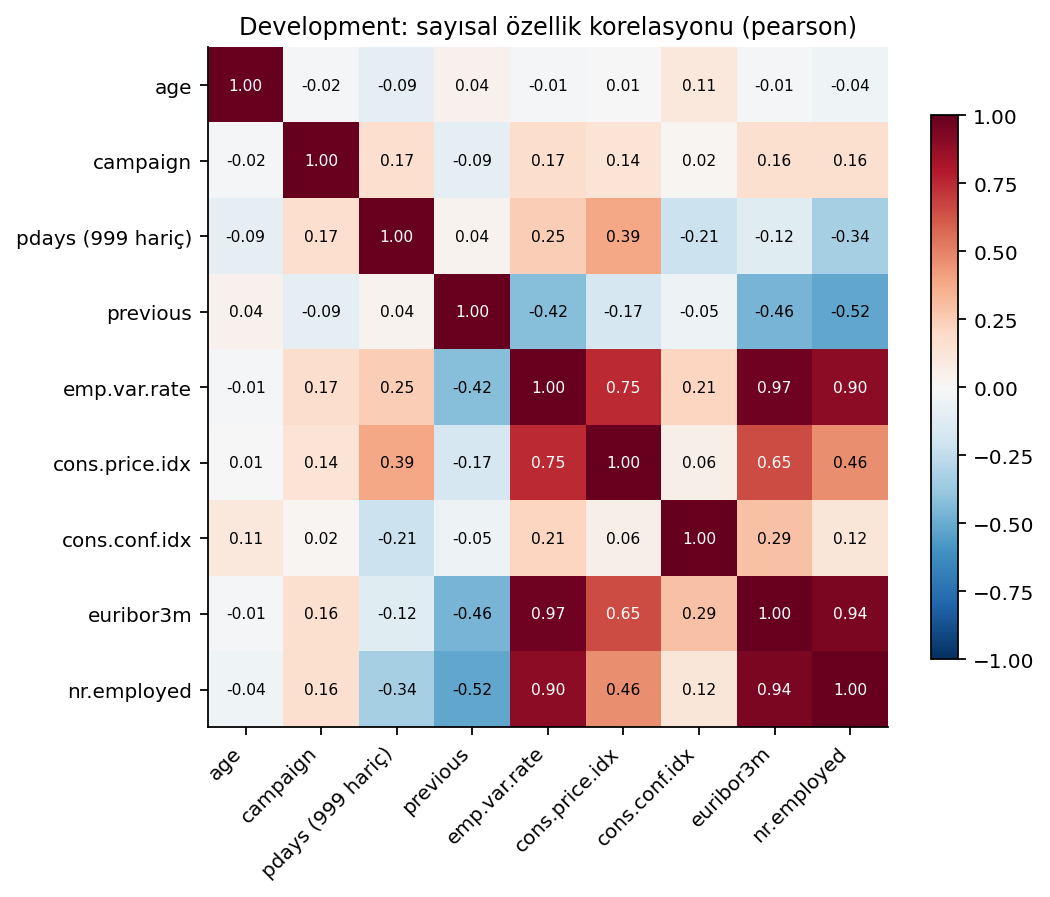 Development: sayısal özellik korelasyonu (pearson)
age 1.00 -0.02 -0.09 0.04 -0.01 0.01 0.11 -0.01 -0.04
campaign -0.02 1.00 0.17 -0.09 0.17 0.14 0.02 0.16 0.16
pdays (999 hariç) -0.09 0.17 1.00 0.04 0.25 0.39 -0.21 -0.12 -0.34
previous 0.04 -0.09 0.04 1.00 -0.42 -0.17 -0.05 -0.46 -0.52
emp.var.rate -0.01 0.17 0.25 -0.42 1.00 0.75 0.21 0.97 0.90
cons.price.idx 0.01 0.14 0.39 -0.17 0.75 1.00 0.06 0.65 0.46
cons.conf.idx 0.11 0.02 -0.21 -0.05 0.21 0.06 1.00 0.29 0.12
euribor3m -0.01 0.16 -0.12 -0.46 0.97 0.65 0.29 1.00 0.94
nr.employed -0.04 0.16 -0.34 -0.52 0.90 0.46 0.12 0.94 1.00
age
campaign
pdays (999 hariç)
previous
emp.var.rate
cons.price.idx
cons.conf.idx
euribor3m
nr.employed
1.00
0.75
0.50
0.25
0.00
−0.25
−0.50
−0.75
−1.00